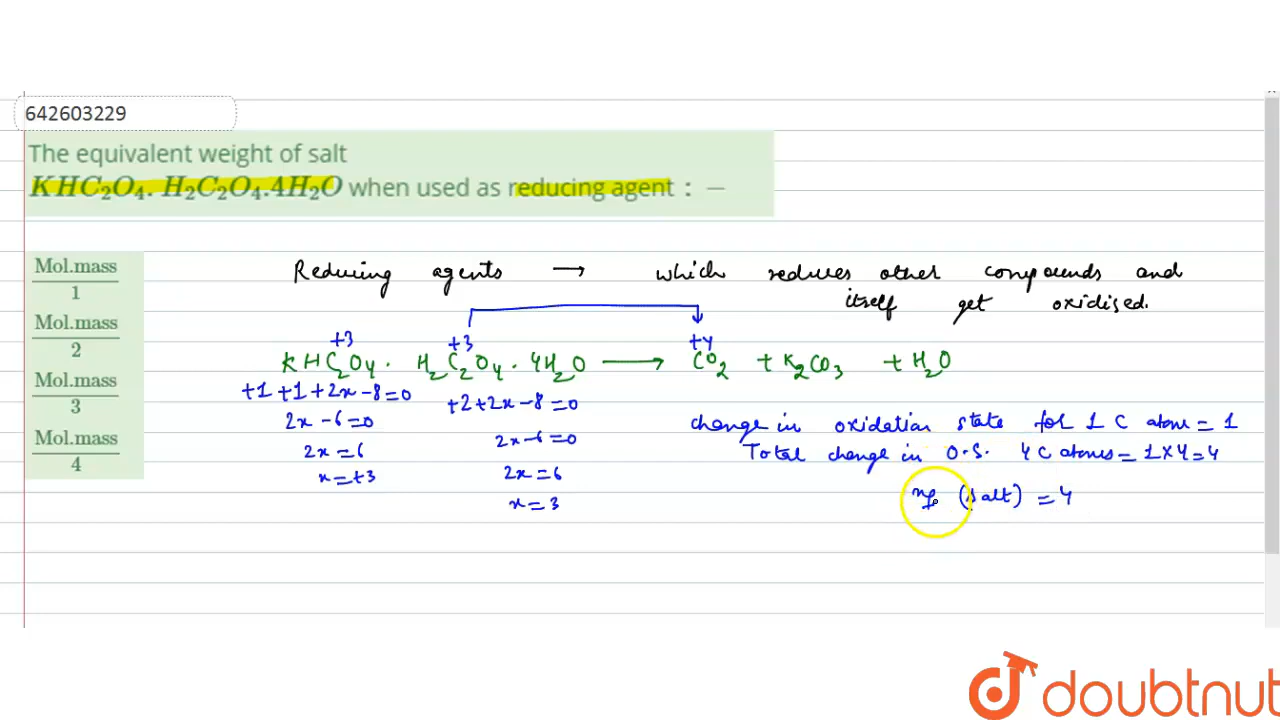 642603229
The equivalent weight of salt
KHC₂O₄. H₂C₂O₄.4H₂O when used as reducing agent : —
Mol.mass
1
Mol.mass
2
Mol.mass
3
Mol.mass
4
Reducing agents → which reduces other compounds and
itself get oxidised.
+3 +3 +4
KHC₂O₄ . H₂C₂O₄ . 4H₂O → CO₂ + K₂CO₃ + H₂O
+1 +1 +2x -8=0
2x -6=0
2x =6
x=+3
+2+2x-8=0
2x-6=0
2x=6
x=3
change in oxidation state for 1 C atom = 1
Total change in O.S. 4 C atoms = 1x4=4
nf (salt) = 4
doubtnut